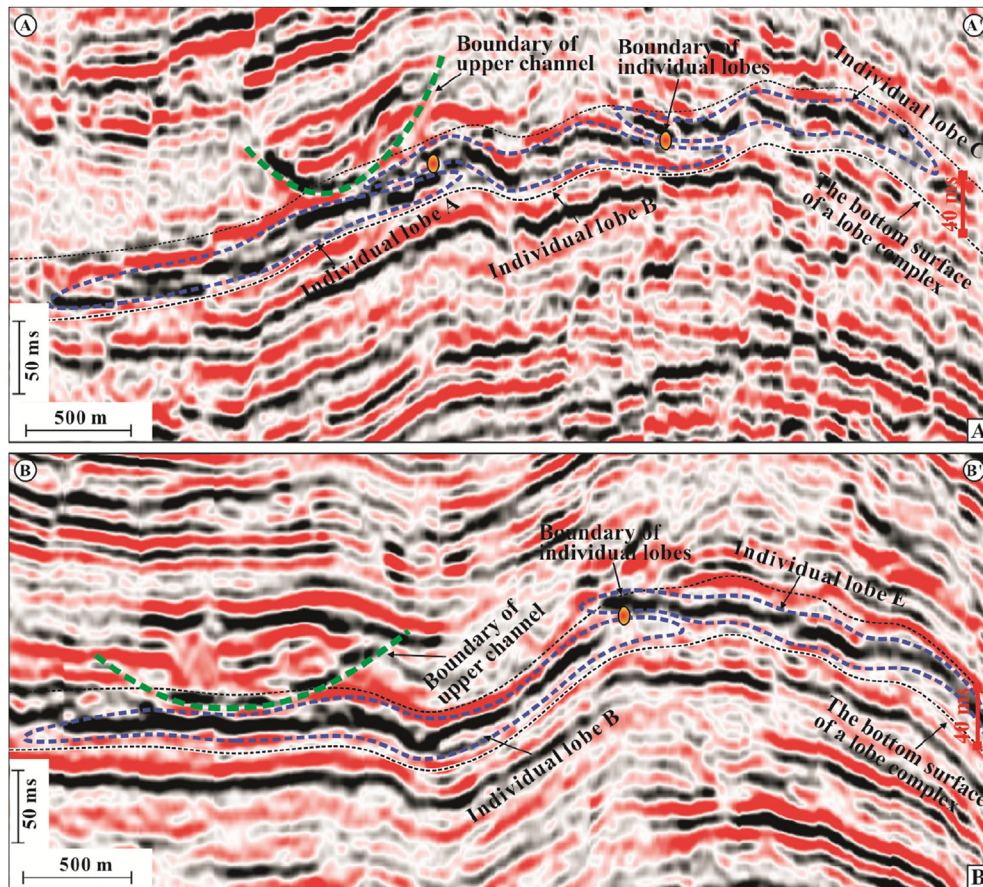 A
A'
Boundary of
upper channel
Boundary of
individual lobes
Individual lobe C
Individual lobe A
Individual lobe B
The bottom surface
of a lobe complex
40 ms
50 ms
500 m
A
B
B'
Boundary of
individual lobes
Individual lobe E
Boundary of
upper channel
Individual lobe B
The bottom surface
of a lobe complex
40 ms
50 ms
500 m
B